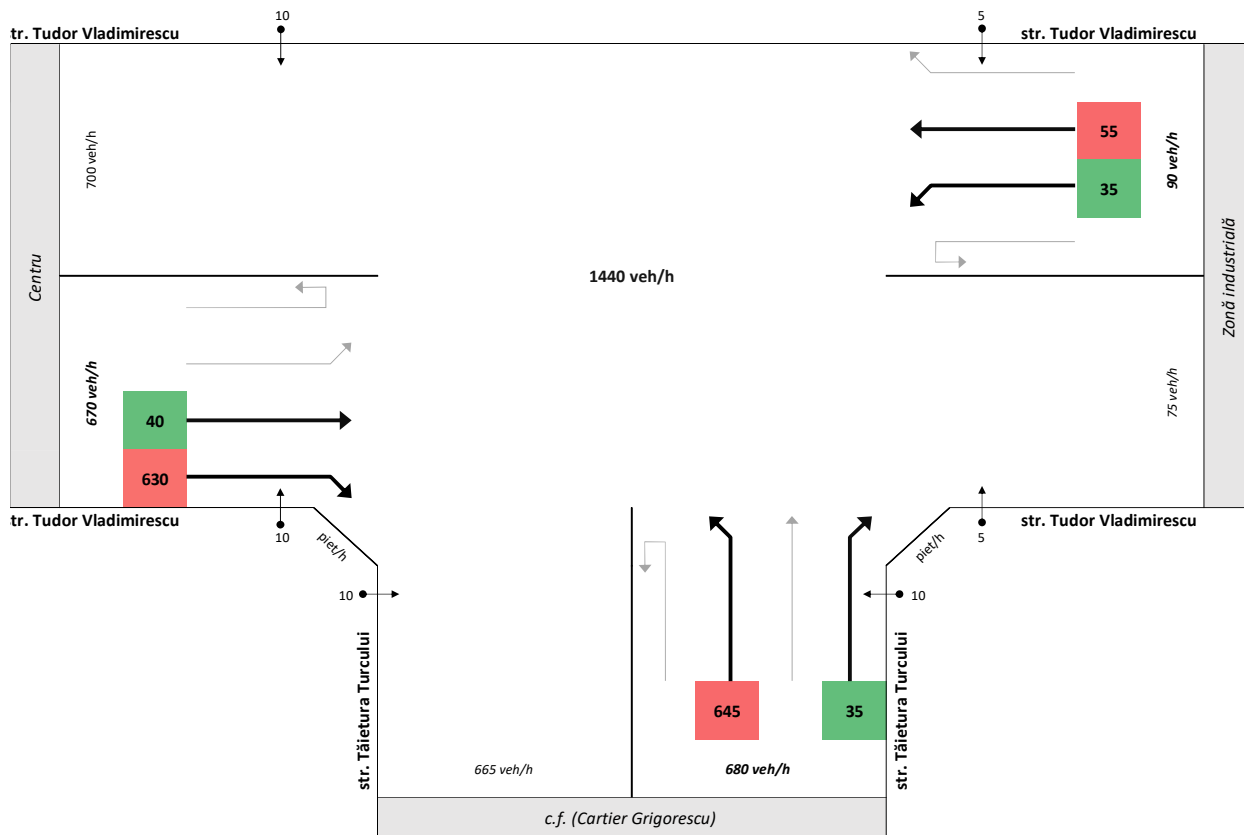 10
5
str. Tudor Vladimirescu
str. Tudor Vladimirescu
Centru
700 veh/h
55
35
90 veh/h
Zonă industrială
1440 veh/h
670 veh/h
40
630
75 veh/h
str. Tudor Vladimirescu
10
piet/h
piet/h
5
str. Tudor Vladimirescu
10
10
str. Tăietura Turcului
str. Tăietura Turcului
645
35
665 veh/h
680 veh/h
c.f. (Cartier Grigorescu)